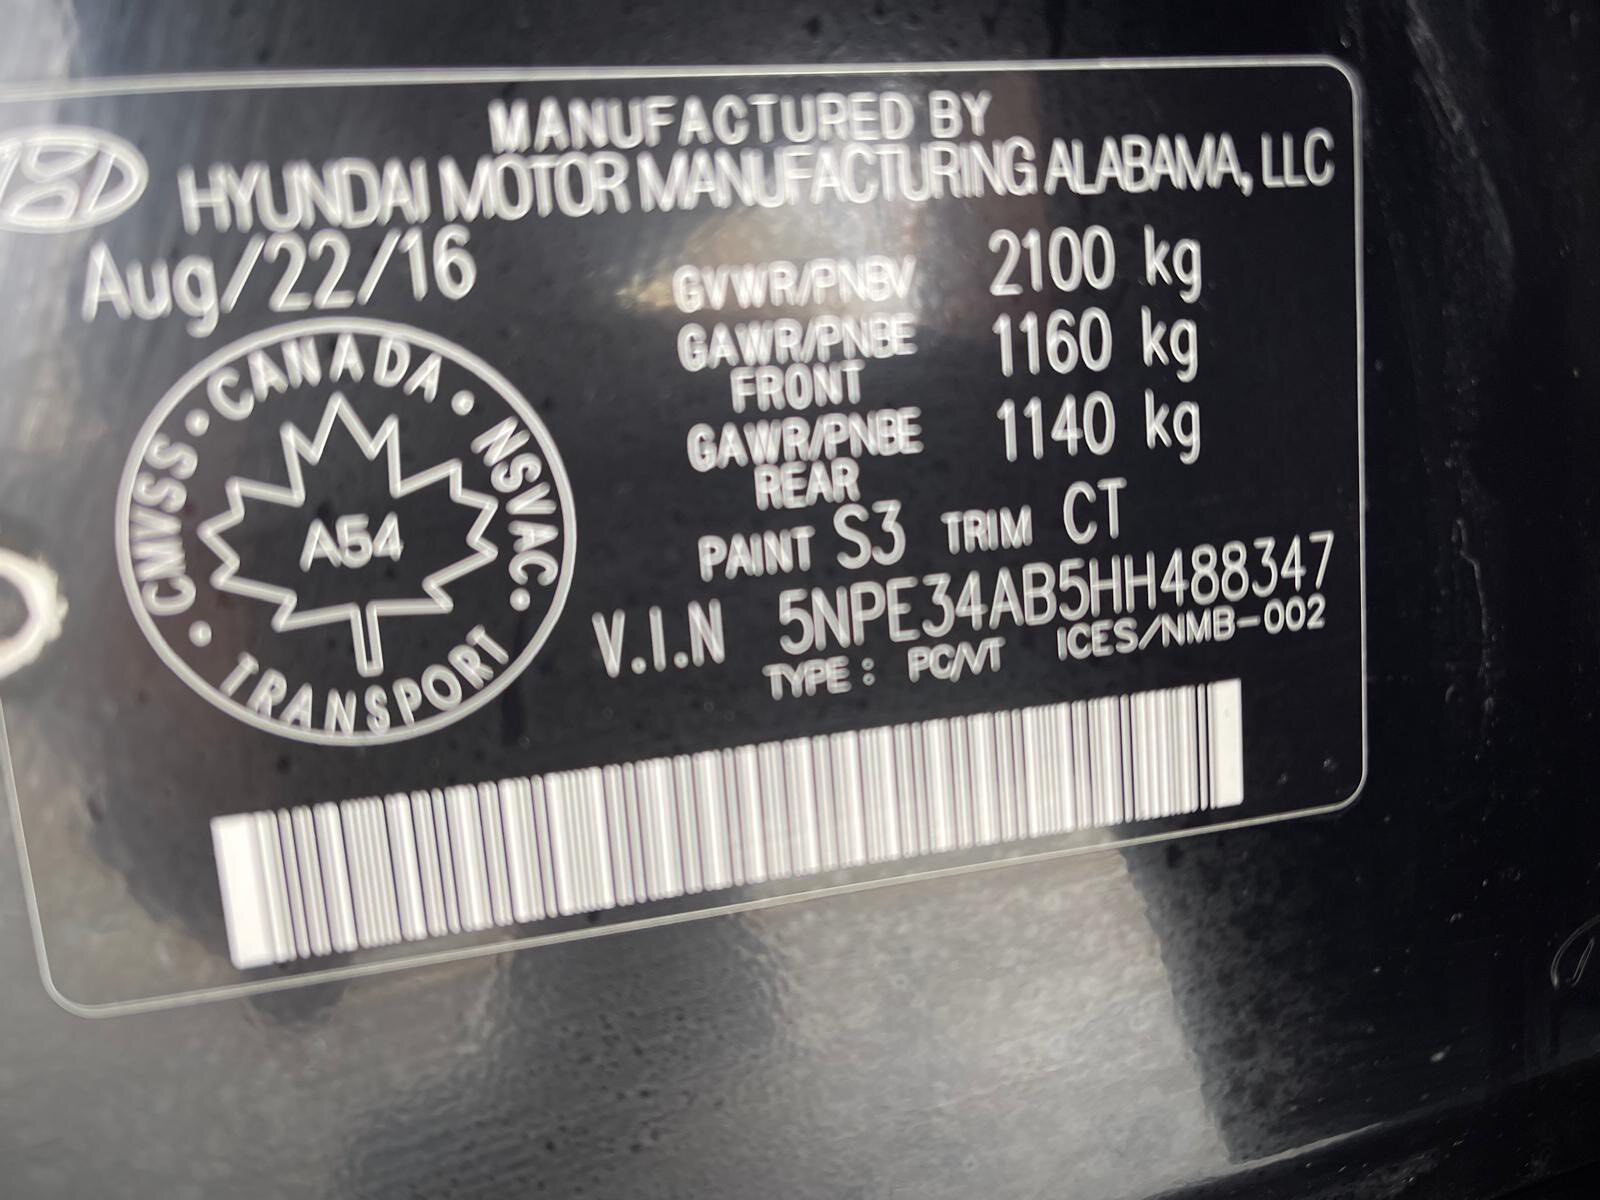 MANUFACTURED BY
HYUNDAI MOTOR MANUFACTURING ALABAMA, LLC
Aug/22/16
GVWR/PNBV 2100 kg
GAWR/PNBE FRONT 1160 kg
GAWR/PNBE REAR 1140 kg
PAINT S3 TRIM CT
V.I.N 5NPE34AB5HH488347
TYPE : PC/VT ICES/NMB-002
CMVSS · CANADA · NSVAC. · TRANSPORT
A54